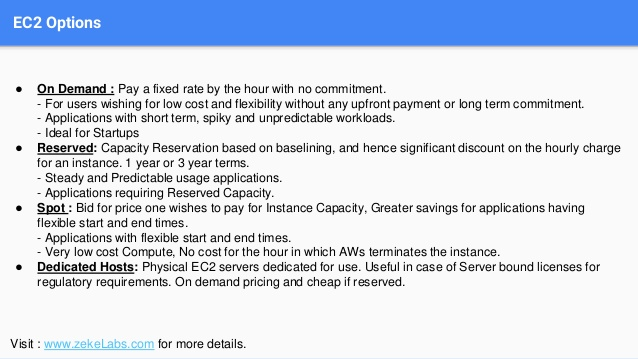 EC2 Options
● On Demand : Pay a fixed rate by the hour with no commitment.
- For users wishing for low cost and flexibility without any upfront payment or long term commitment.
- Applications with short term, spiky and unpredictable workloads.
- Ideal for Startups
● Reserved: Capacity Reservation based on baselining, and hence significant discount on the hourly charge
for an instance. 1 year or 3 year terms.
- Steady and Predictable usage applications.
- Applications requiring Reserved Capacity.
● Spot : Bid for price one wishes to pay for Instance Capacity, Greater savings for applications having
flexible start and end times.
- Applications with flexible start and end times.
- Very low cost Compute, No cost for the hour in which AWs terminates the instance.
● Dedicated Hosts: Physical EC2 servers dedicated for use. Useful in case of Server bound licenses for
regulatory requirements. On demand pricing and cheap if reserved.
Visit : www.zekeLabs.com for more details.